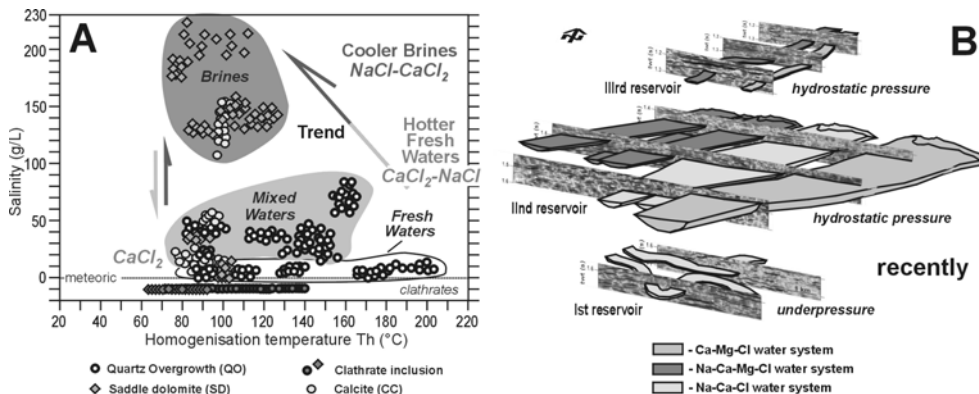 A
230
200
150
100
50
0
meteoric
-10
Salinity (g/L)
Brines
Cooler Brines
NaCl-CaCl2
Trend
Hotter
Fresh
Waters
CaCl2-NaCl
Mixed
Waters
Fresh
Waters
CaCl2
clathrates
20 40 60 80 100 120 140 160 180 200 220
Homogenisation temperature Th (°C)
Quartz Overgrowth (QO)
Clathrate inclusion
Saddle dolomite (SD)
Calcite (CC)
B
IIIrd reservoir
hydrostatic pressure
IInd reservoir
hydrostatic pressure
recently
Ist reservoir
underpressure
- Ca-Mg-Cl water system
- Na-Ca-Mg-Cl water system
- Na-Ca-Cl water system